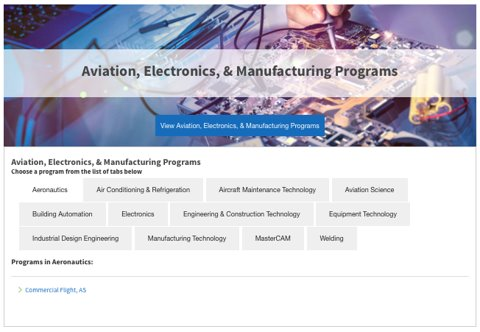 Aviation, Electronics, & Manufacturing Programs
View Aviation, Electronics, & Manufacturing Programs
Aviation, Electronics, & Manufacturing Programs
Choose a program from the list of tabs below
Aeronautics Air Conditioning & Refrigeration Aircraft Maintenance Technology Aviation Science
Building Automation Electronics Engineering & Construction Technology Equipment Technology
Industrial Design Engineering Manufacturing Technology MasterCAM Welding
Programs in Aeronautics:
Commercial Flight, AS